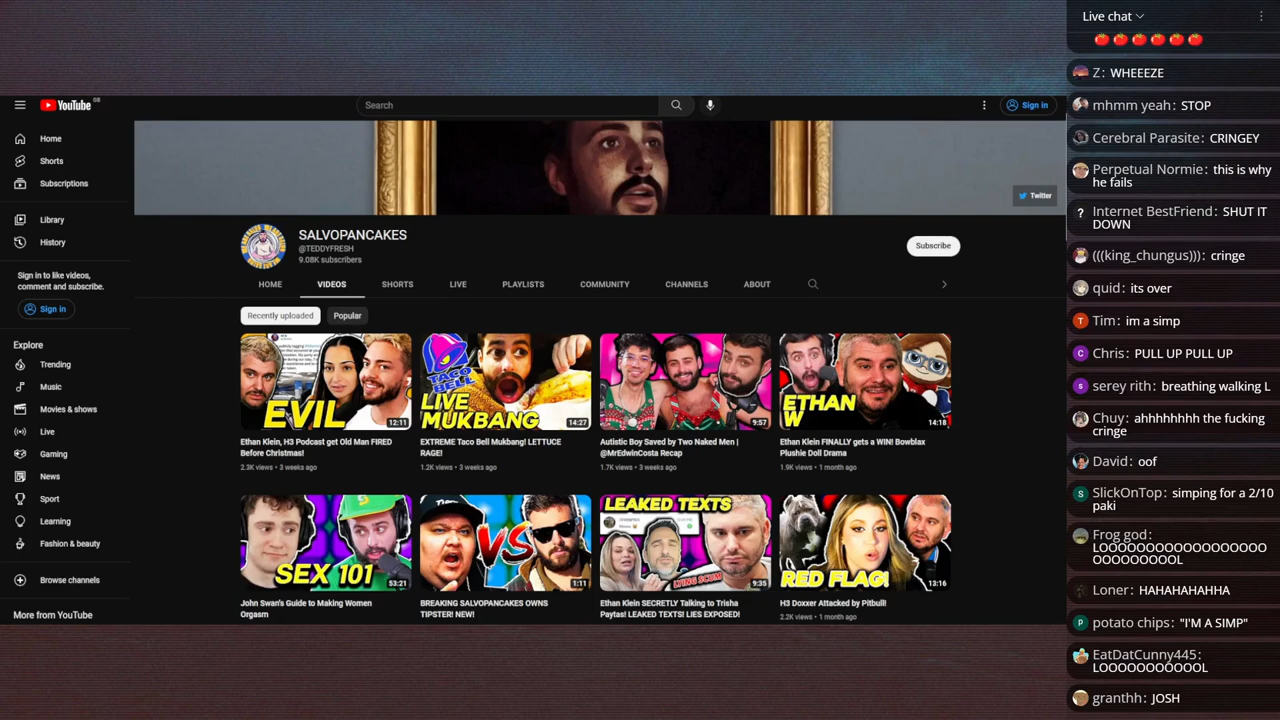 YouTube GB
Search
Sign in
Home
Shorts
Subscriptions
Library
History
Sign in to like videos,
comment and subscribe.
Sign in
Explore
Trending
Music
Movies & shows
Live
Gaming
News
Sport
Learning
Fashion & beauty
Browse channels
More from YouTube
Twitter
SALVOPANCAKES
@TEDDYFRESH
9.08K subscribers
Subscribe
HOME
VIDEOS
SHORTS
LIVE
PLAYLISTS
COMMUNITY
CHANNELS
ABOUT
Recently uploaded
Popular
EVIL
12:11
Ethan Klein, H3 Podcast get Old Man FIRED
Before Christmas!
2.3K views • 3 weeks ago
TACO
BELL
LIVE
MUKBANG
14:27
EXTREME Taco Bell Mukbang! LETTUCE
RAGE!
1.2K views • 3 weeks ago
9:57
Autistic Boy Saved by Two Naked Men |
@MrEdwinCosta Recap
1.7K views • 3 weeks ago
ETHAN
W
14:18
Ethan Klein FINALLY gets a WIN! Bowblax
Plushie Doll Drama
1.9K views • 1 month ago
SEX 101
53:21
John Swan's Guide to Making Women
Orgasm
VS
1:11
BREAKING SALVOPANCAKES OWNS
TIPSTER! NEW!
LEAKED TEXTS
LYING SCUM
9:35
Ethan Klein SECRETLY Talking to Trisha
Paytas! LEAKED TEXTS! LIES EXPOSED!
RED FLAG!
13:16
H3 Doxxer Attacked by Pitbull!
2.2K views • 1 month ago
Live chat
Z: WHEEEZE
mhmm yeah: STOP
Cerebral Parasite: CRINGEY
Perpetual Normie: this is why
he fails
Internet BestFriend: SHUT IT
DOWN
(((king_chungus))): cringe
quid: its over
T
Tim: im a simp
C
Chris: PULL UP PULL UP
s
serey rith: breathing walking L
Chuy: ahhhhhhh the fucking
cringe
David: oof
S
SlickOnTop: simping for a 2/10
paki
Frog god:
LOOOOOOOOOOOOOOOOO
OOOOOOOOOL
Loner: HAHAHAHAHHA
P
potato chips: "I'M A SIMP"
EatDatCunny445:
LOOOOOOOOOOOL
granthh: JOSH